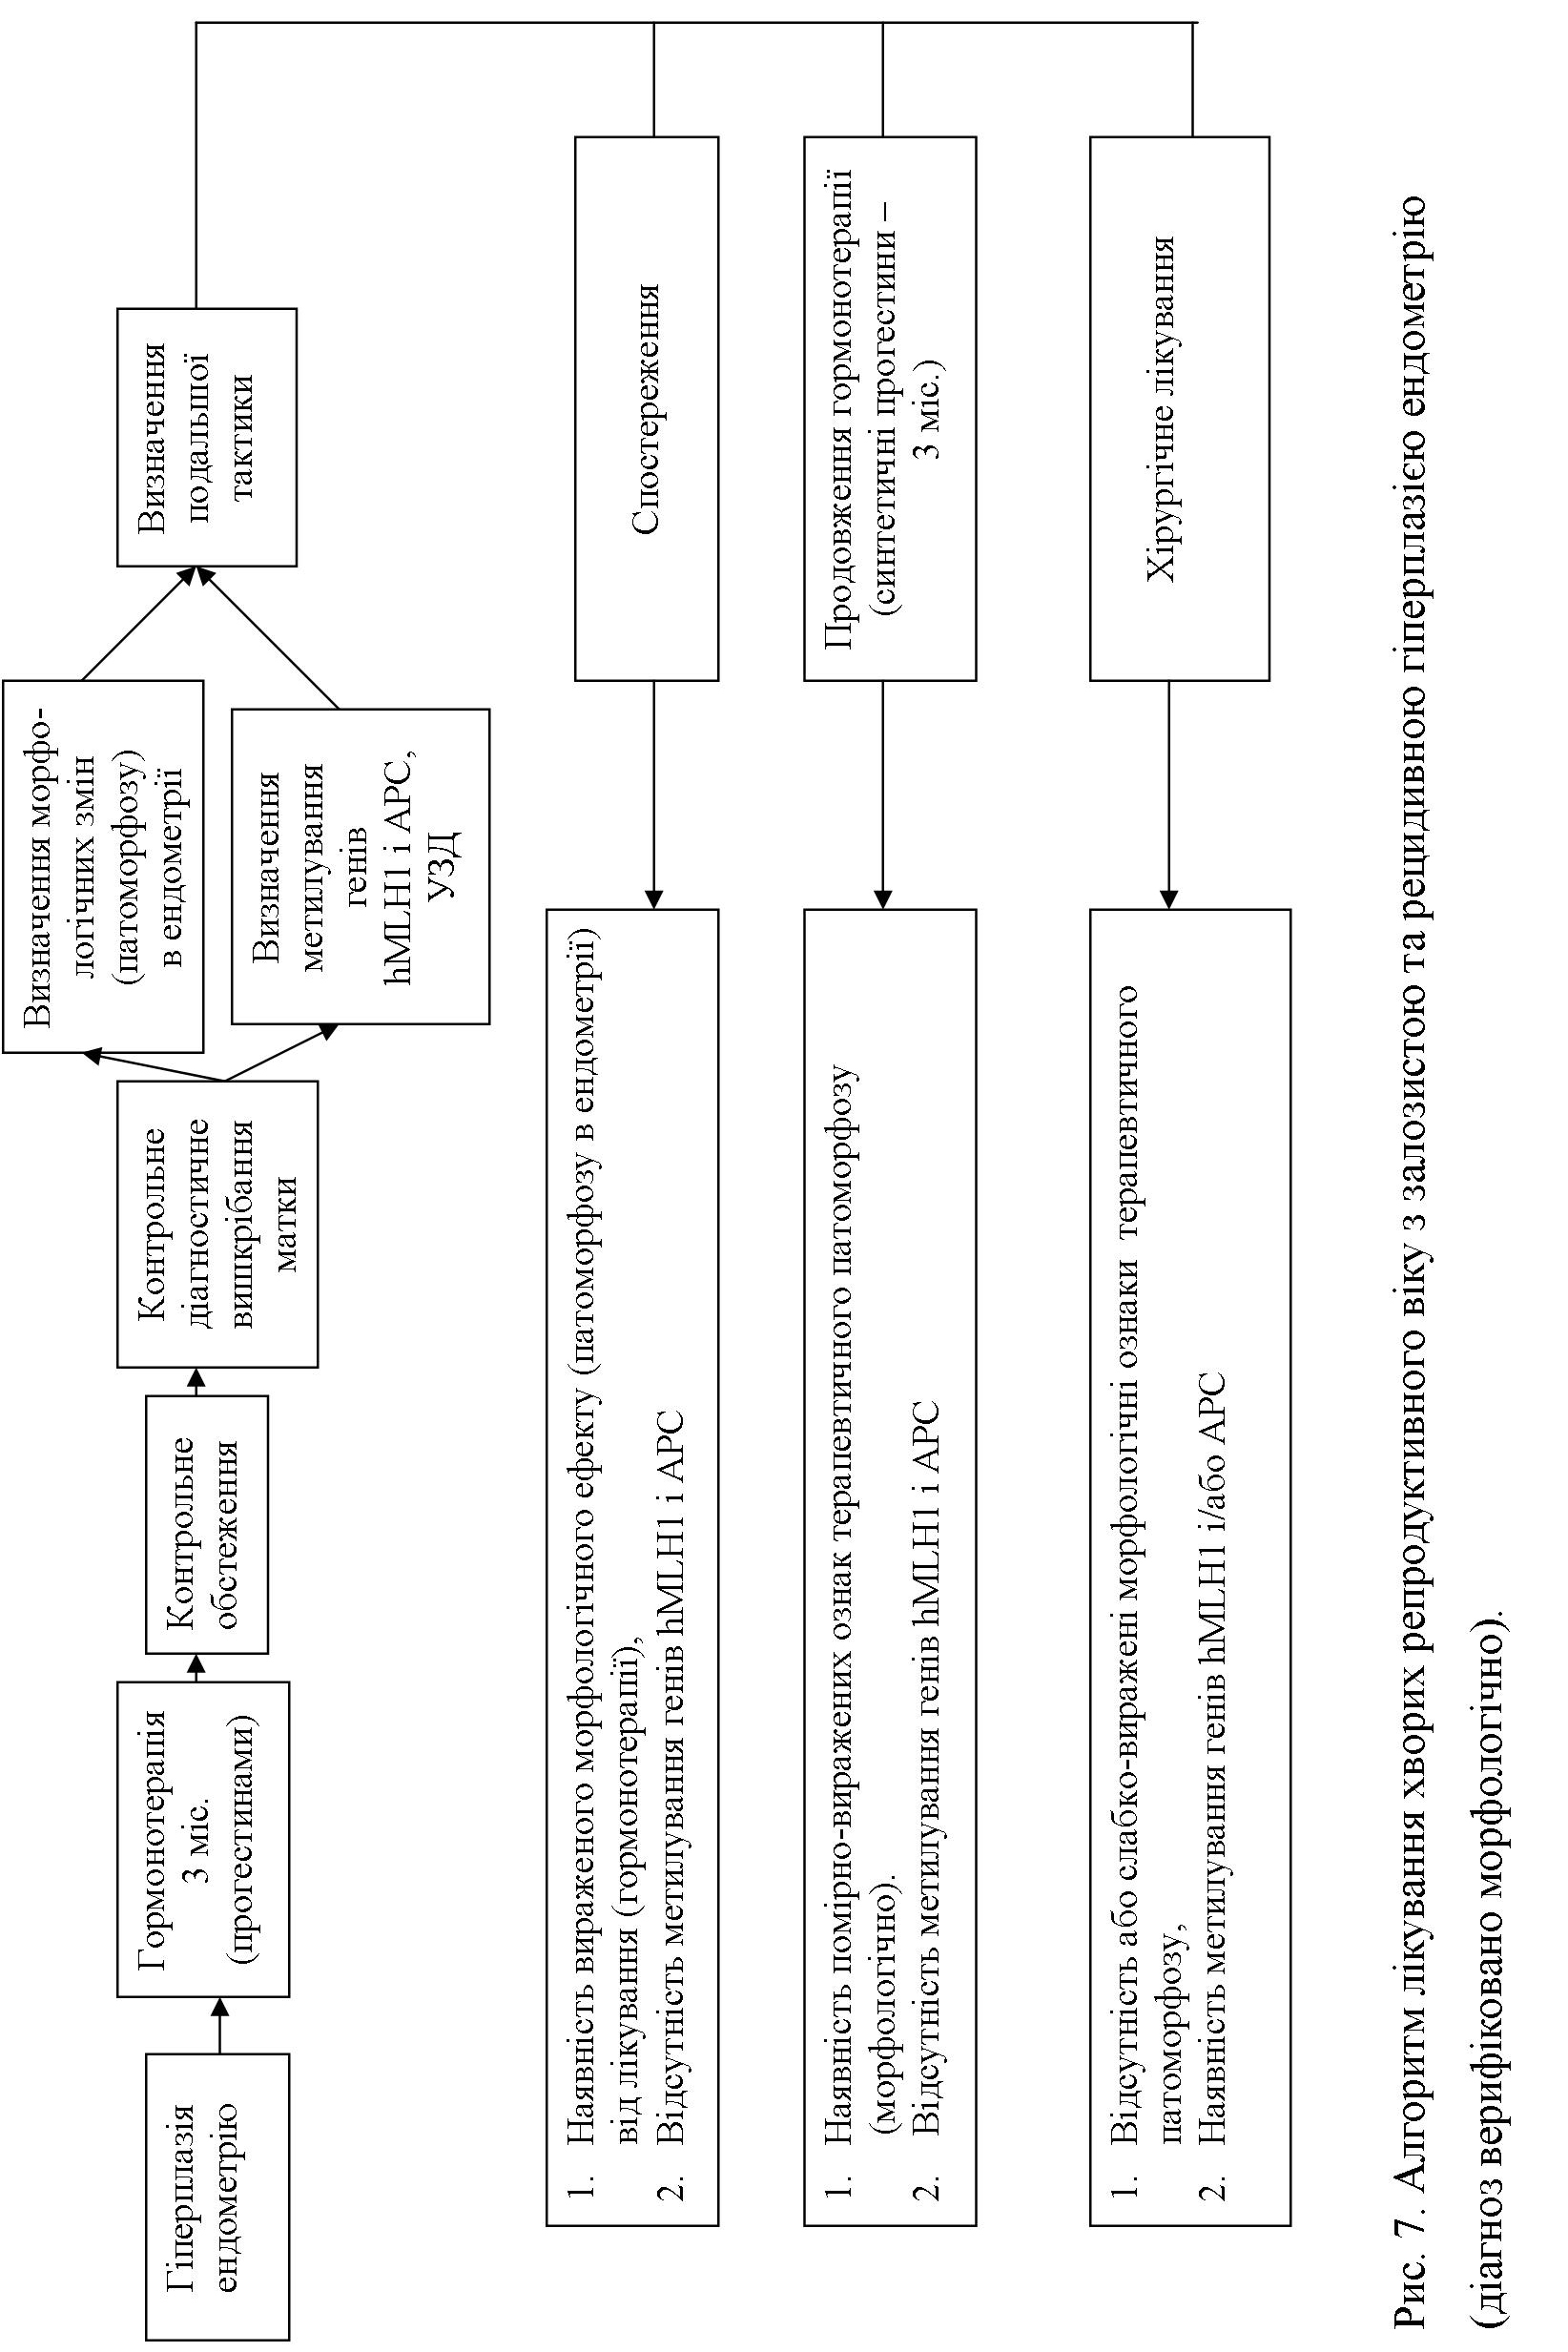 Гіперплазія
ендометрію
Гормонотерапія
3 міс.
(прогестинами)
Контрольне
обстеження
Контрольне
діагностичне
вишкрібання
матки
Визначення морфо-
логічних змін
(патоморфозу)
в ендометрії
Визначення
метилування
генів
hMLH1 і АРС,
УЗД
Визначення
подальшої
тактики
1. Наявність вираженого морфологічного ефекту (патоморфозу в ендометрії)
від лікування (гормонотерапії),
2. Відсутність метилування генів hMLH1 і АРС
Спостереження
1. Наявність помірно-виражених ознак терапевтичного патоморфозу
(морфологічно).
2. Відсутність метилування генів hMLH1 і АРС
Продовження гормонотерапії
(синтетичні прогестини –
3 міс.)
1. Відсутність або слабко-виражені морфологічні ознаки терапевтичного
патоморфозу,
2. Наявність метилування генів hMLH1 і/або АРС
Хірургічне лікування
Рис. 7. Алгоритм лікування хворих репродуктивного віку з залозистою та рецидивною гіперплазією ендометрію
(діагноз верифіковано морфологічно).